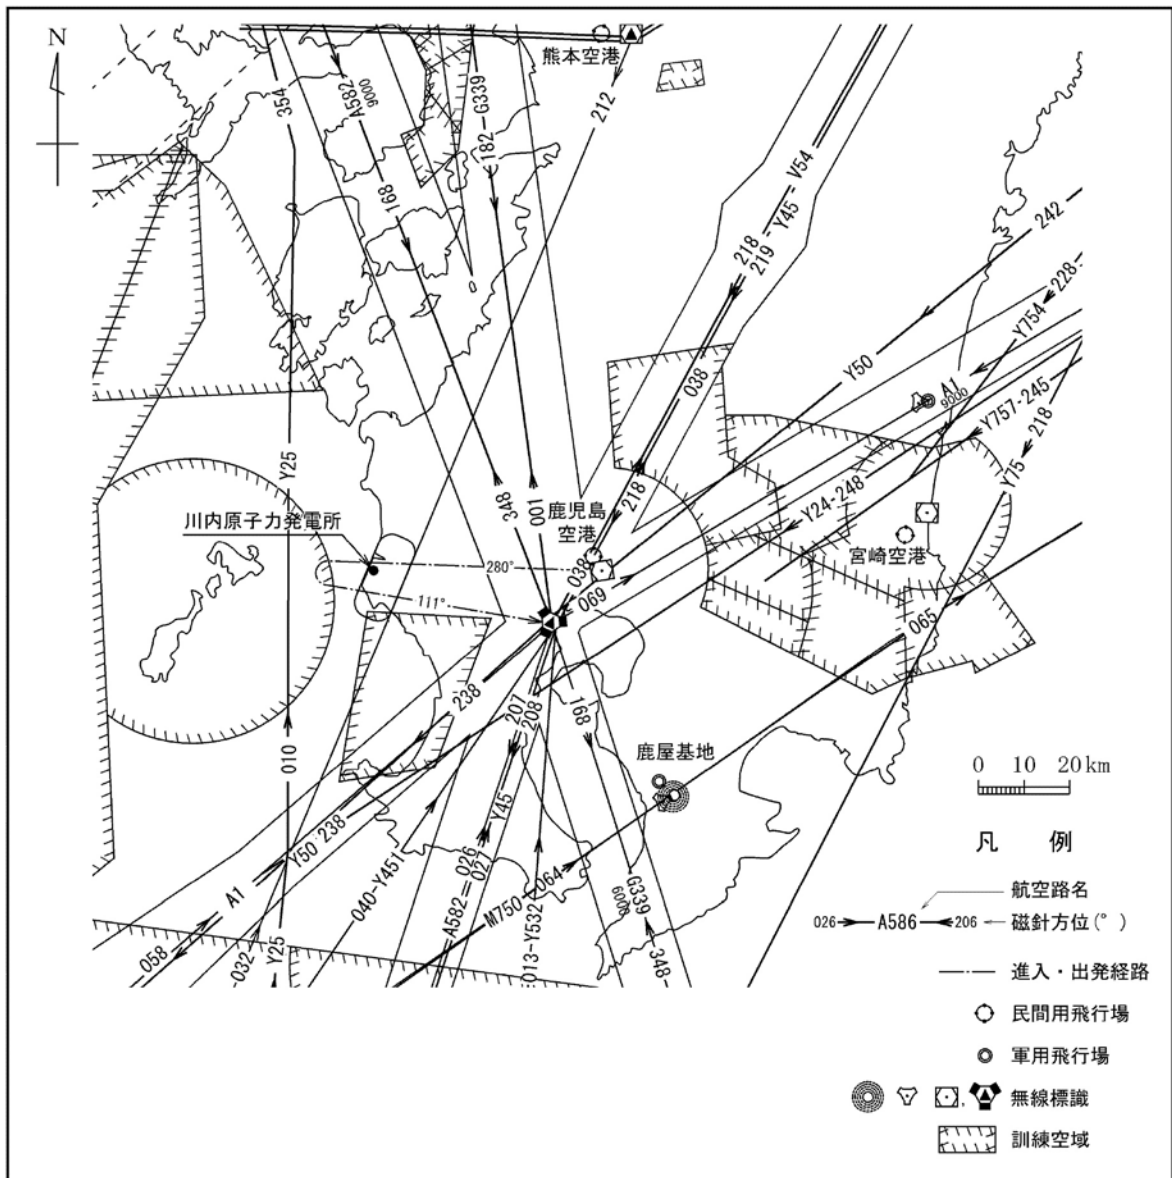 N
熊本空港
354
A582
9000
182-G339
212
168
218=Y45=V54
219
038
242
Y50
Y754
228
A1
9000
Y757-245
218
Y75
Y25
川内原子力発電所
348
001
鹿児島
空港
218
038
Y24-248
宮崎空港
280°
111°
069
065
238
207
208
168
010
鹿屋基地
0 10 20km
Y50
238
Y45
A1
040-Y451
A582=026
027
M750-064
G339
6000
058
032
Y25
013-Y532
348
凡 例
航空路名
026 A586 206 磁針方位(°)
進入・出発経路
民間用飛行場
軍用飛行場
無線標識
訓練空域